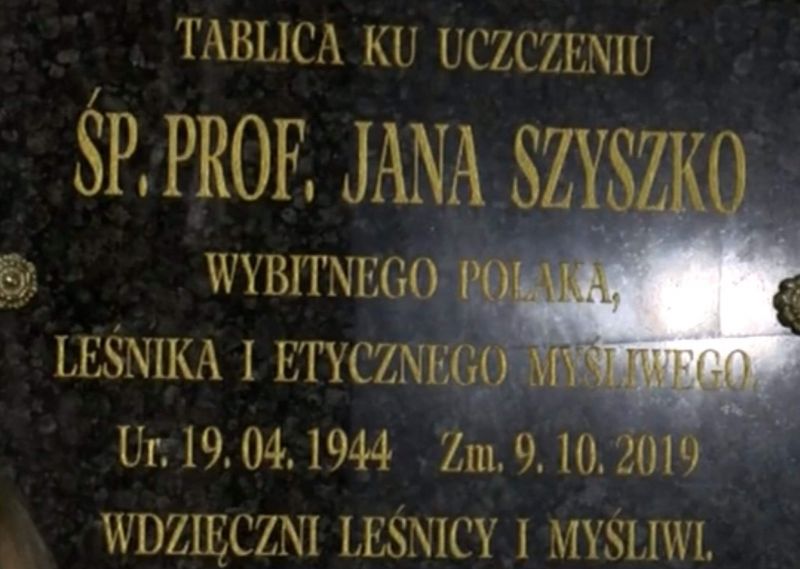 TABLICA KU UCZCZENIU
ŚP. PROF. JANA SZYSZKO
WYBITNEGO POLAKA,
LEŚNIKA I ETYCZNEGO MYŚLIWEGO.
Ur. 19. 04. 1944 Zm. 9. 10. 2019
WDZIĘCZNI LEŚNICY I MYŚLIWI.